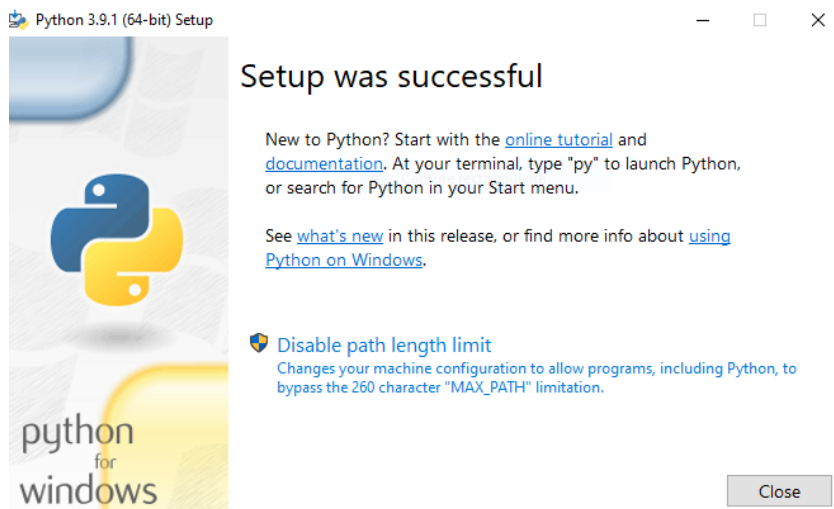 Python 3.9.1 (64-bit) Setup
Setup was successful
New to Python? Start with the online tutorial and
documentation. At your terminal, type "py" to launch Python,
or search for Python in your Start menu.
See what's new in this release, or find more info about using
Python on Windows.
Disable path length limit
Changes your machine configuration to allow programs, including Python, to
bypass the 260 character "MAX_PATH" limitation.
python
for
windows
Close